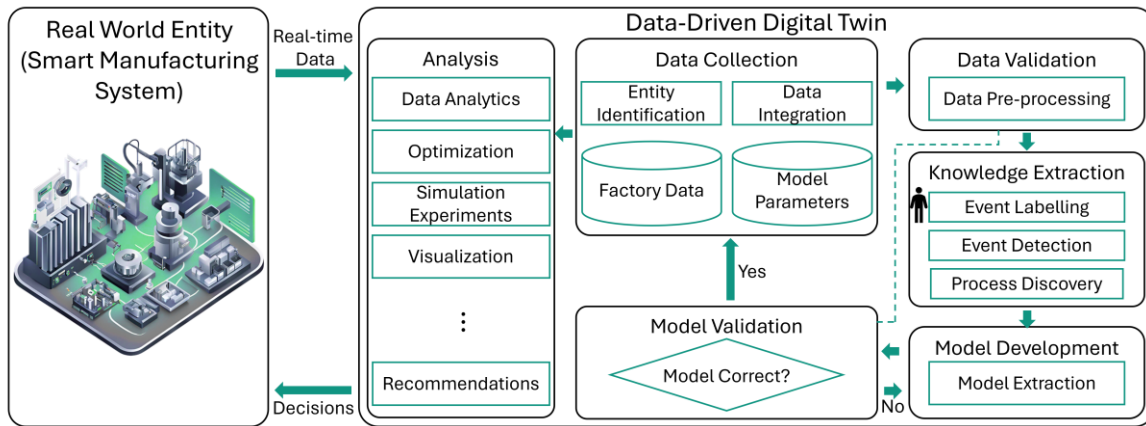 Real World Entity
(Smart Manufacturing
System)
Real-time
Data
Decisions
Data-Driven Digital Twin
Analysis
Data Analytics
Optimization
Simulation
Experiments
Visualization
⋮
Recommendations
Data Collection
Entity
Identification
Data
Integration
Factory Data
Model
Parameters
Yes
Model Validation
Model Correct?
No
Data Validation
Data Pre-processing
Knowledge Extraction
Event Labelling
Event Detection
Process Discovery
Model Development
Model Extraction